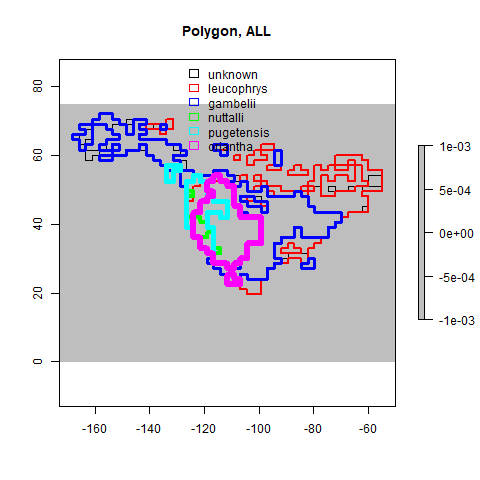 Polygon, ALL
unknown
leucophrys
gambelii
nuttalli
pugetensis
oriantha
80
60
40
20
0
-160
-140
-120
-100
-80
-60
1e-03
5e-04
0e+00
-5e-04
-1e-03